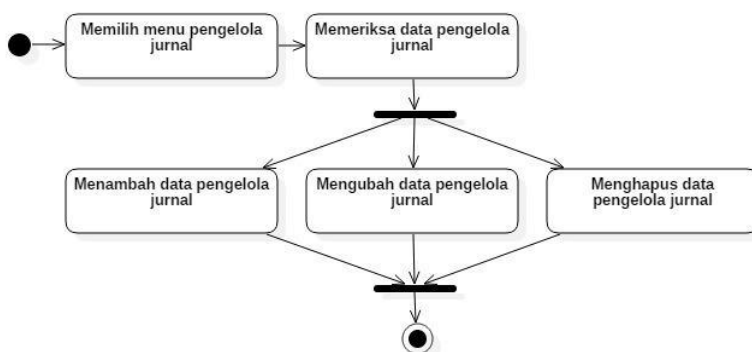 Memilih menu pengelola
jurnal
Memeriksa data pengelola
jurnal
Menambah data pengelola
jurnal
Mengubah data pengelola
jurnal
Menghapus data
pengelola jurnal